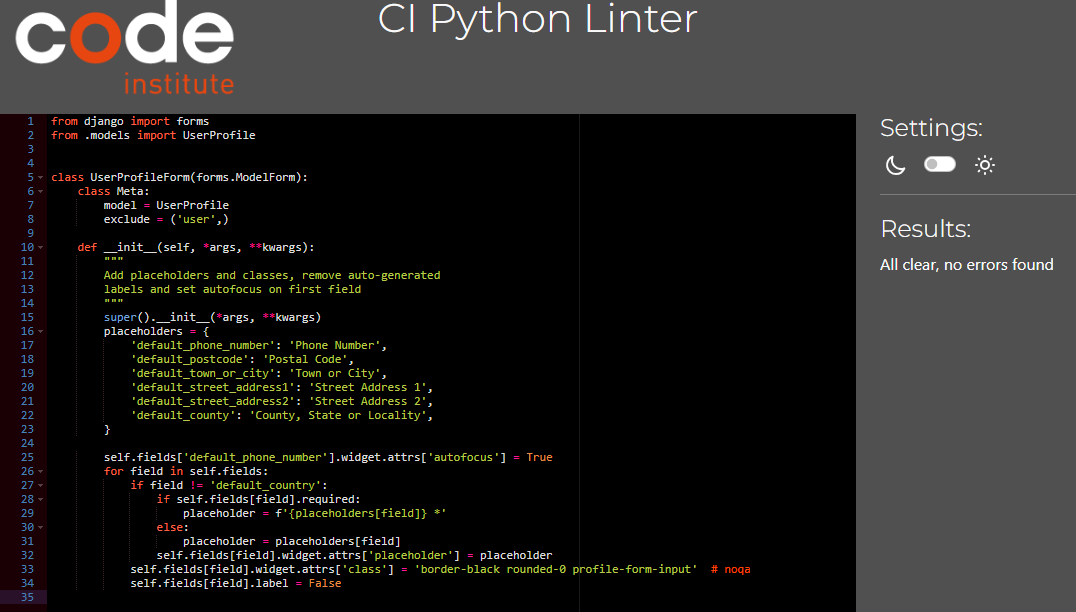 code
institute
CI Python Linter
1 from django import forms
2 from .models import UserProfile
3
4
5 class UserProfileForm(forms.ModelForm):
6     class Meta:
7         model = UserProfile
8         exclude = ('user',)
9
10     def __init__(self, *args, **kwargs):
11         """
12         Add placeholders and classes, remove auto-generated
13         labels and set autofocus on first field
14         """
15         super().__init__(*args, **kwargs)
16         placeholders = {
17             'default_phone_number': 'Phone Number',
18             'default_postcode': 'Postal Code',
19             'default_town_or_city': 'Town or City',
20             'default_street_address1': 'Street Address 1',
21             'default_street_address2': 'Street Address 2',
22             'default_county': 'County, State or Locality',
23         }
24
25         self.fields['default_phone_number'].widget.attrs['autofocus'] = True
26         for field in self.fields:
27             if field != 'default_country':
28                 if self.fields[field].required:
29                     placeholder = f'{placeholders[field]} *'
30                 else:
31                     placeholder = placeholders[field]
32                 self.fields[field].widget.attrs['placeholder'] = placeholder
33             self.fields[field].widget.attrs['class'] = 'border-black rounded-0 profile-form-input'  # noqa
34             self.fields[field].label = False
35
Settings:
Results:
All clear, no errors found